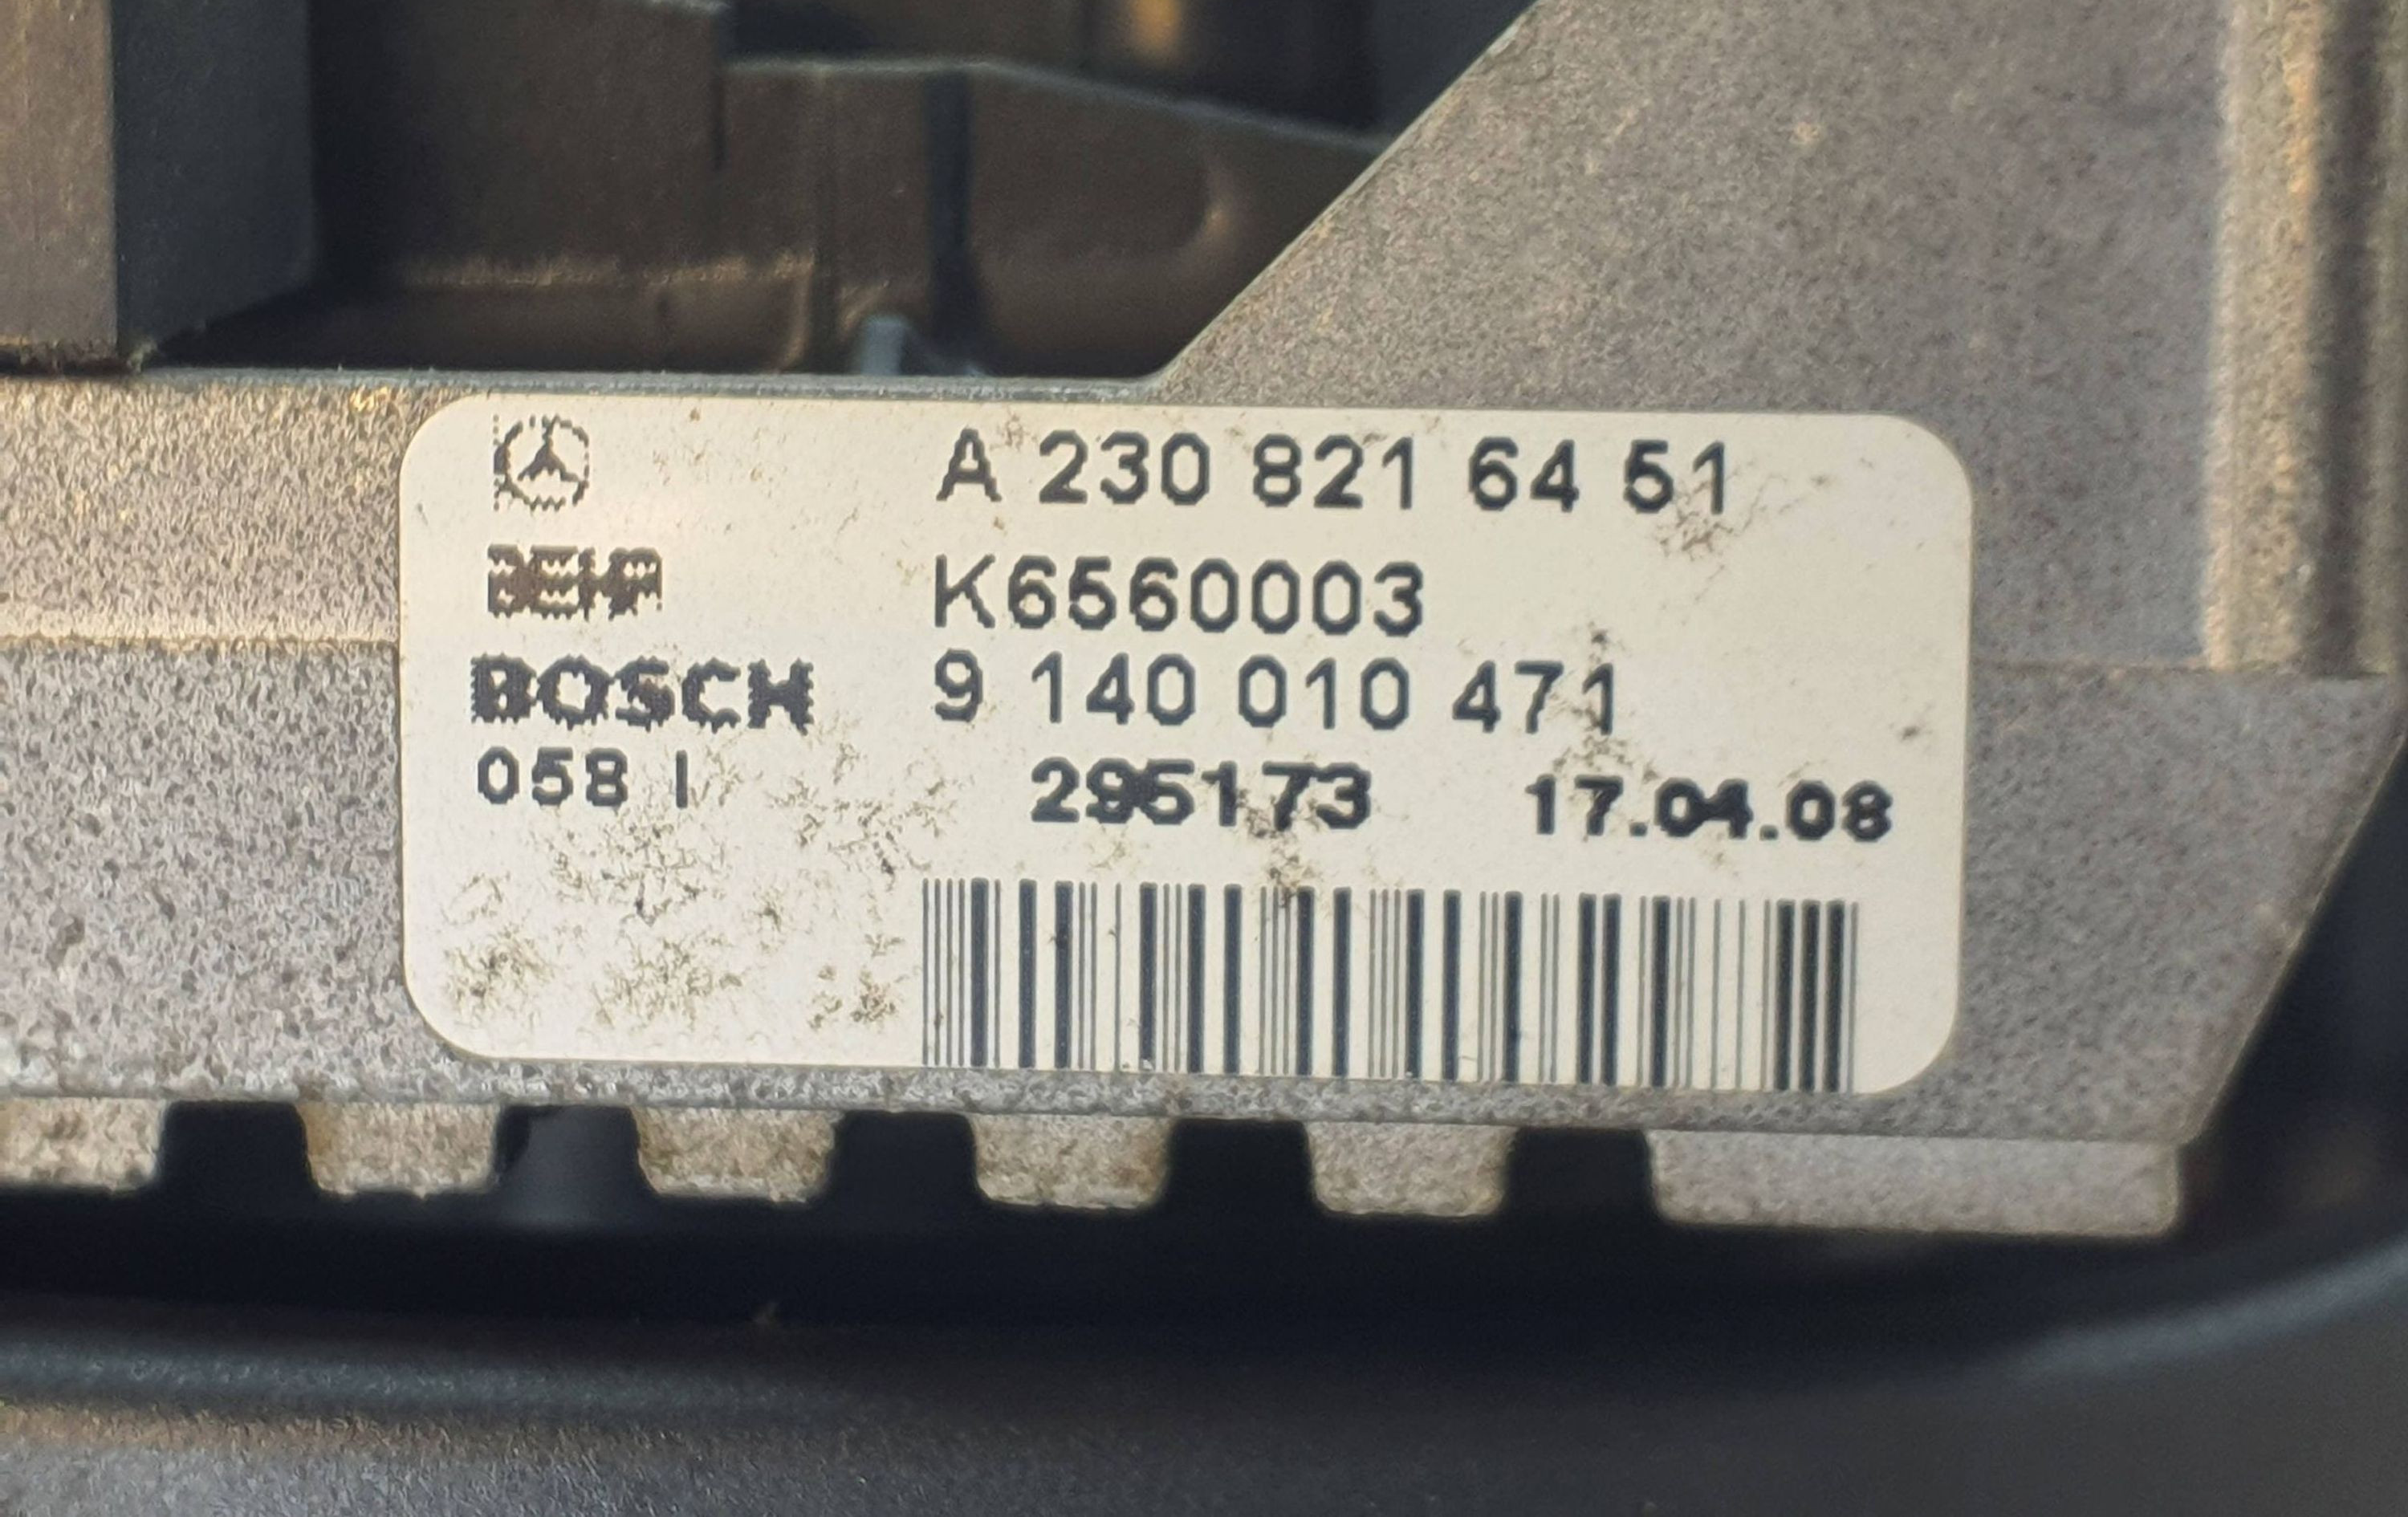 A 230 821 64 51
BEHR K6560003
BOSCH 9 140 010 471
058 I 295173 17.04.08